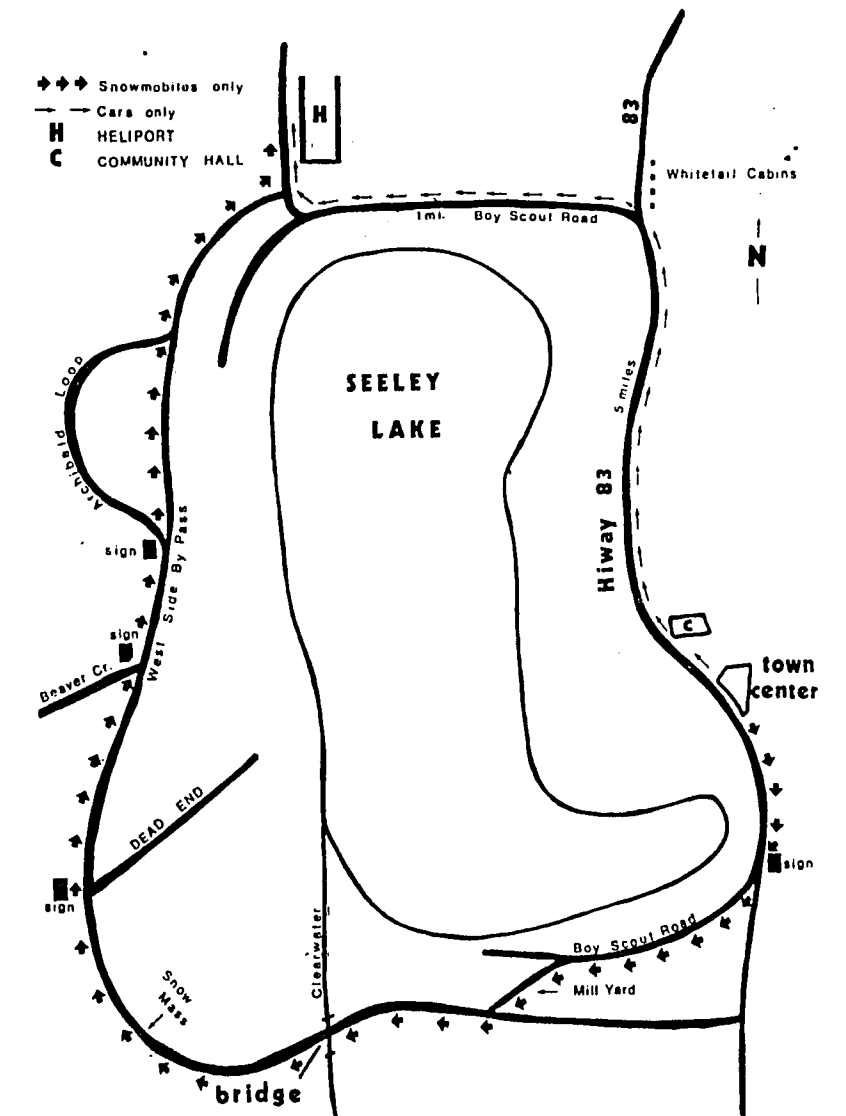 Snowmobiles only
Cars only
H HELIPORT
C COMMUNITY HALL
H
83
Whitetail Cabins
1mi. Boy Scout Road
N
Archibald Loop
SEELEY
LAKE
5 miles
Hiway 83
West Side By Pass
sign
sign
Beaver Cr.
C
town
center
DEAD END
sign
sign
Clearwater
Boy Scout Road
Mill Yard
Snow
Mass
bridge